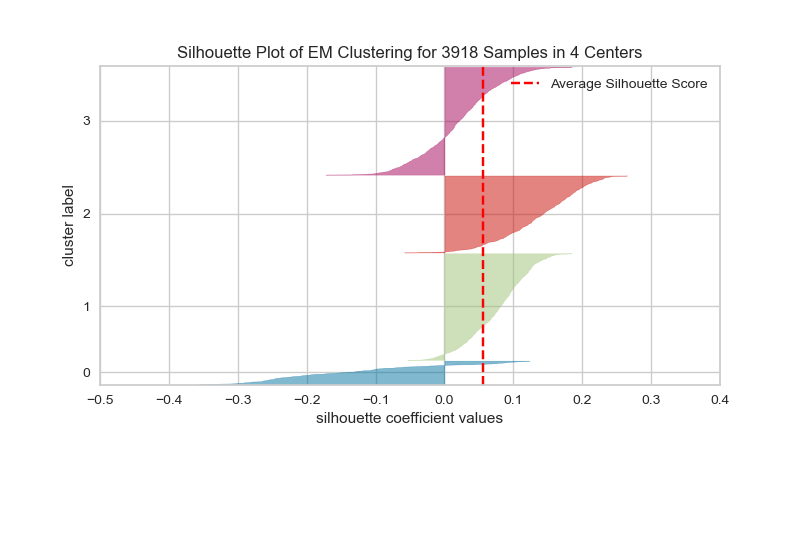 Silhouette Plot of EM Clustering for 3918 Samples in 4 Centers
Average Silhouette Score
cluster label
3
2
1
0
−0.5 −0.4 −0.3 −0.2 −0.1 0.0 0.1 0.2 0.3 0.4
silhouette coefficient values